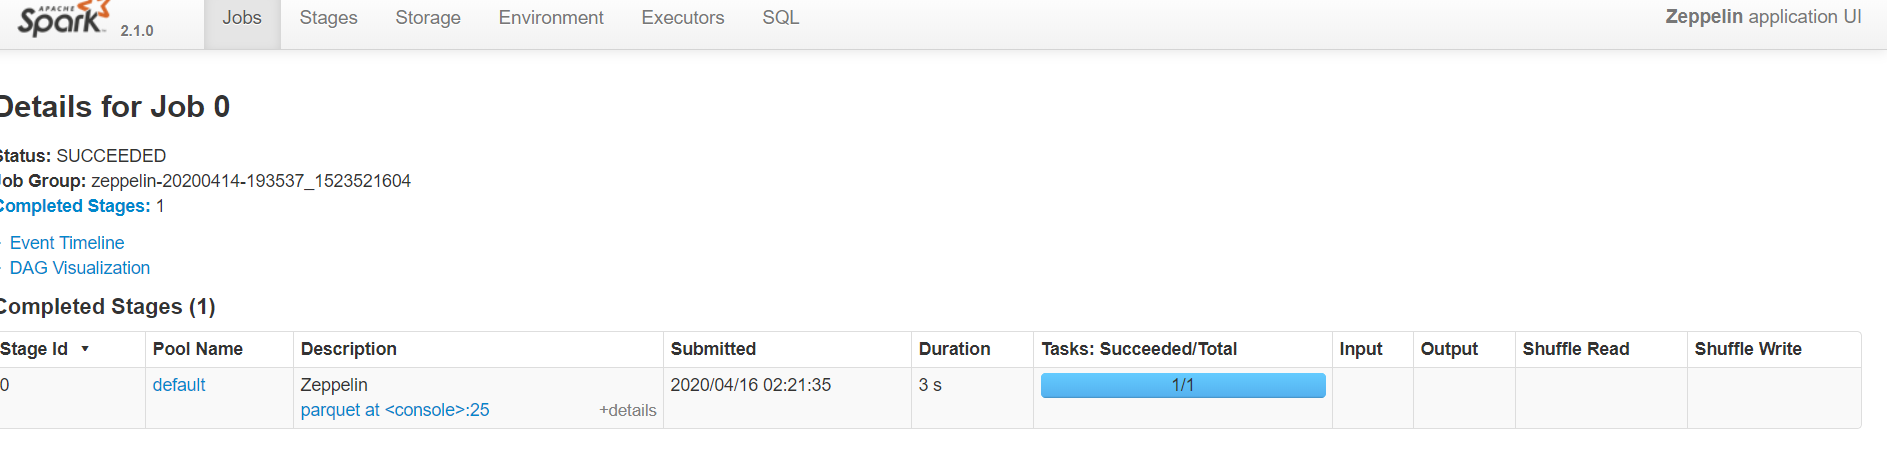 APACHE
Spark 2.1.0 Jobs Stages Storage Environment Executors SQL Zeppelin application UI
Details for Job 0
Status: SUCCEEDED
Job Group: zeppelin-20200414-193537_1523521604
Completed Stages: 1
Event Timeline
DAG Visualization
Completed Stages (1)
Stage Id ▾ Pool Name Description Submitted Duration Tasks: Succeeded/Total Input Output Shuffle Read Shuffle Write
0 default Zeppelin 2020/04/16 02:21:35 3 s 1/1
parquet at <console>:25 +details